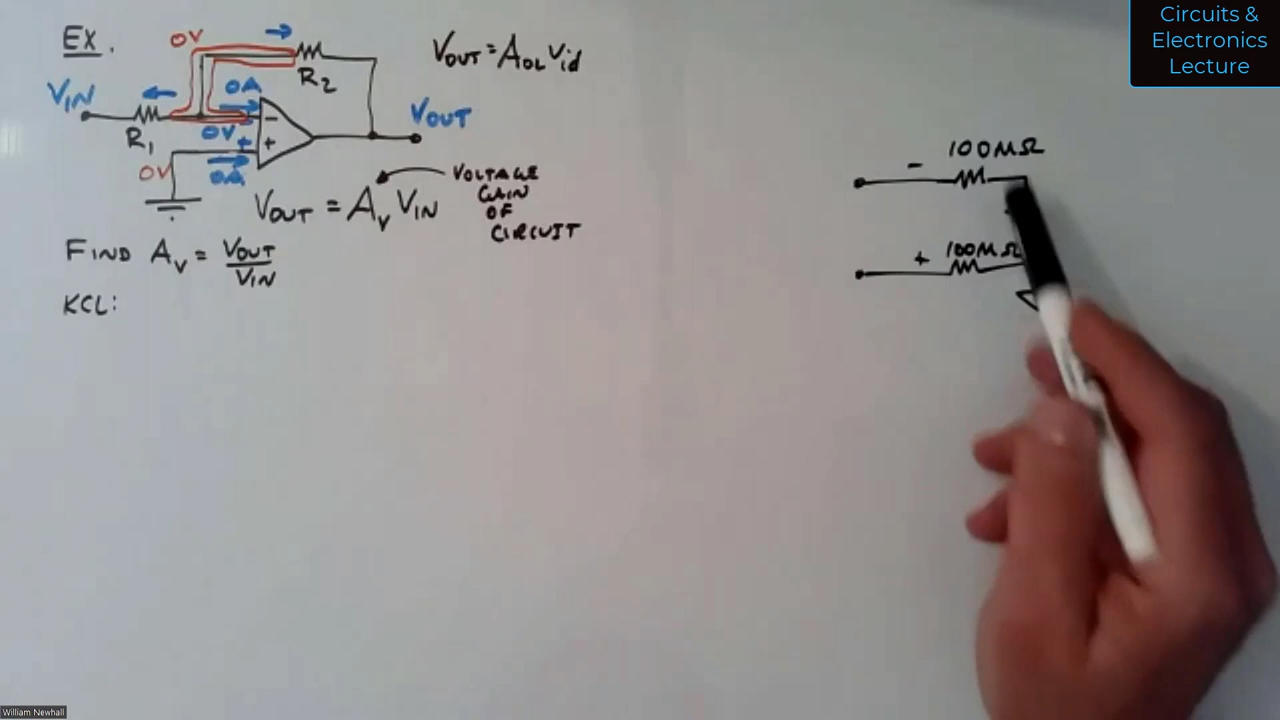 Circuits &
Electronics
Lecture
EX.
0V
R2
VOUT = AOL Vid
VIN
0A
R1
0V
-
+
VOUT
0V
0A
VOUT = AV VIN
VOLTAGE
GAIN
OF
CIRCUIT
FIND AV = VOUT
VIN
KCL:
- 100MΩ
+ 100MΩ
William Newhall